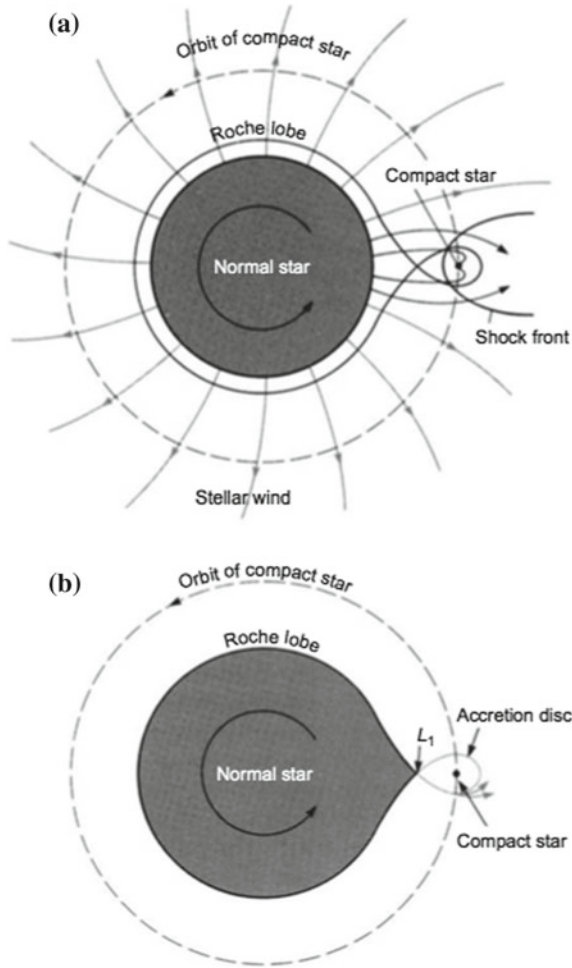 (a)
Orbit of compact star
Roche lobe
Compact star
Normal star
Shock front
Stellar wind
(b)
Orbit of compact star
Roche lobe
Accretion disc
L1
Normal star
Compact star